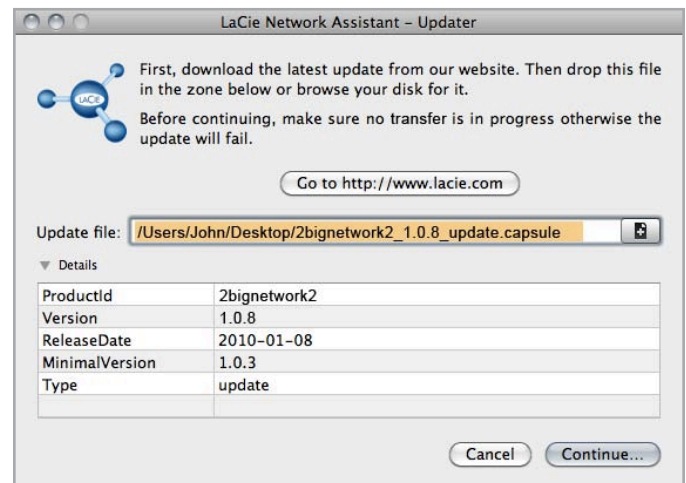 LaCie Network Assistant – Updater
First, download the latest update from our website. Then drop this file
in the zone below or browse your disk for it.
LACIE
Before continuing, make sure no transfer is in progress otherwise the
update will fail.
Go to http://www.lacie.com
Update file: /Users/John/Desktop/2bignetwork2_1.0.8_update.capsule
Details
ProductId 2bignetwork2
Version 1.0.8
ReleaseDate 2010-01-08
MinimalVersion 1.0.3
Type update
Cancel Continue...